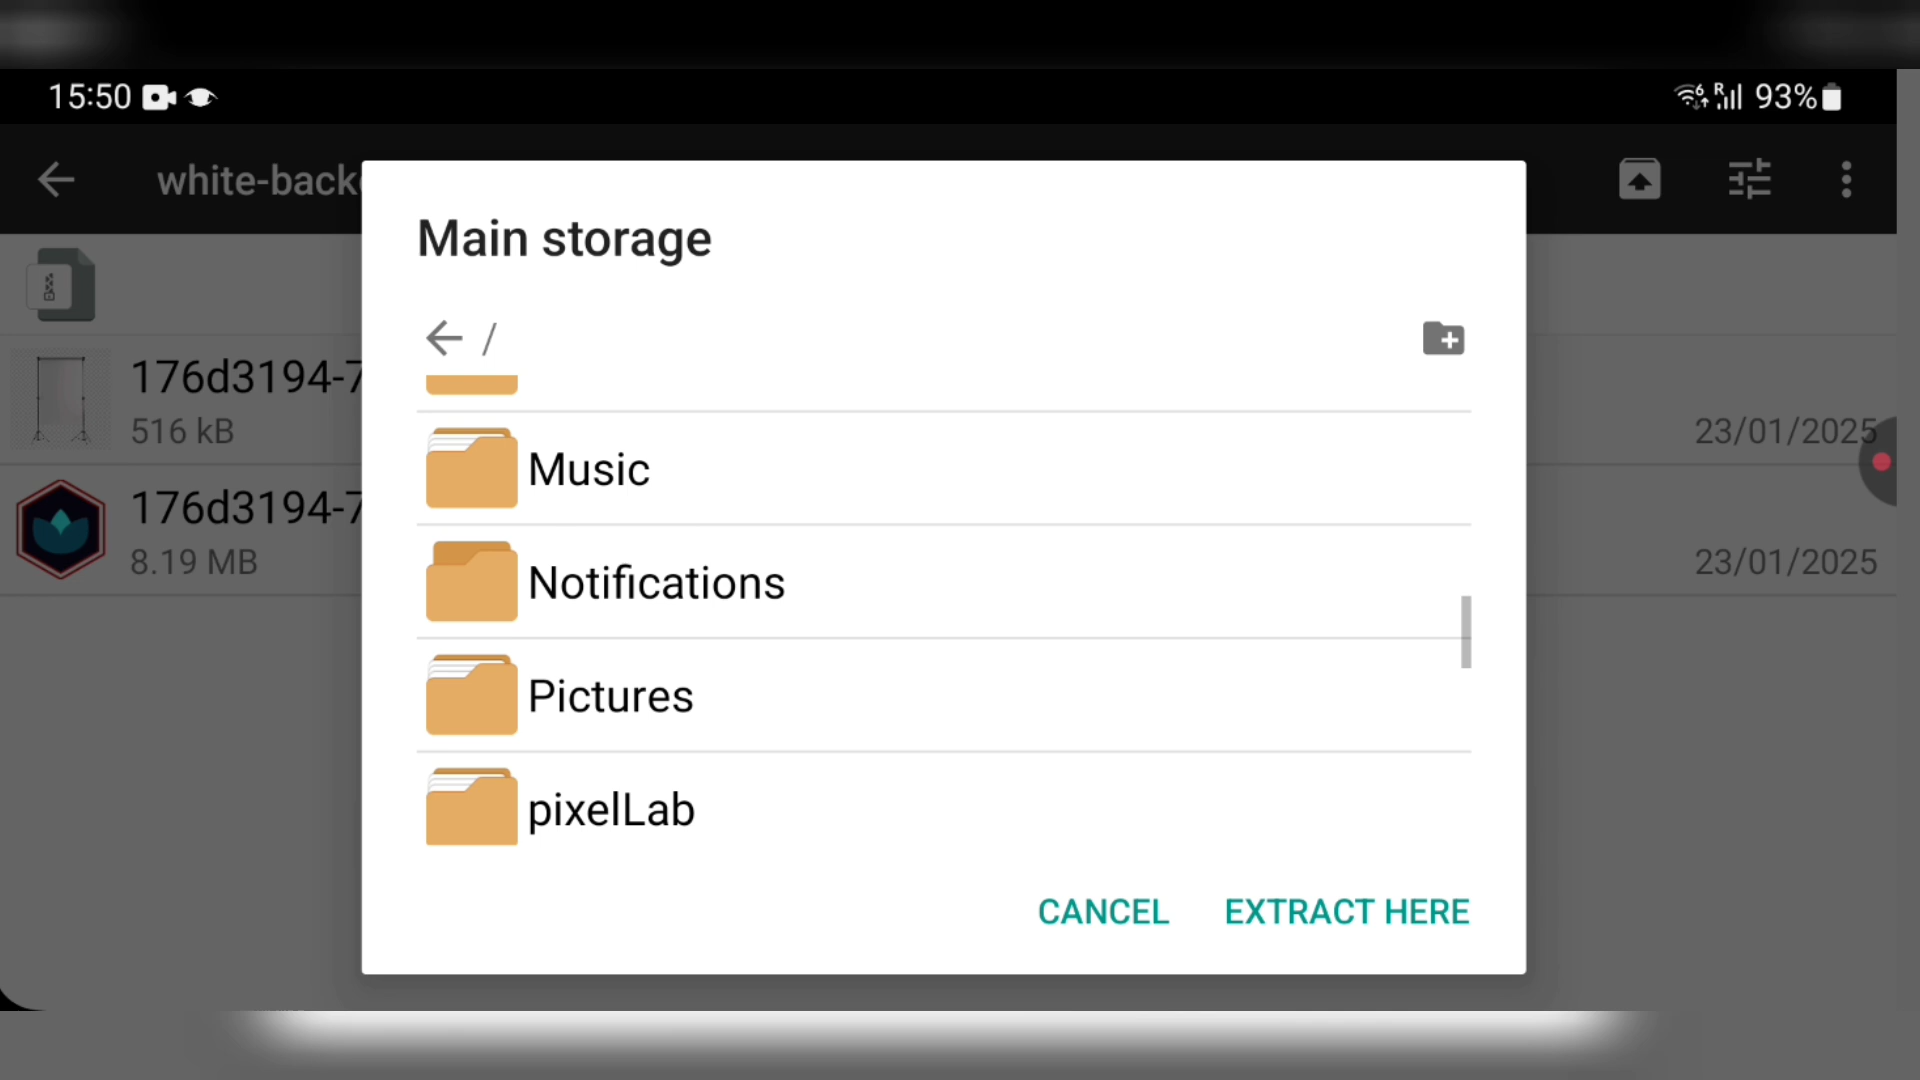 15:50
R 93%
white-back
Main storage
/
Music
Notifications
Pictures
pixelLab
CANCEL EXTRACT HERE
176d3194-7
516 kB
23/01/2025
176d3194-7
8.19 MB
23/01/2025